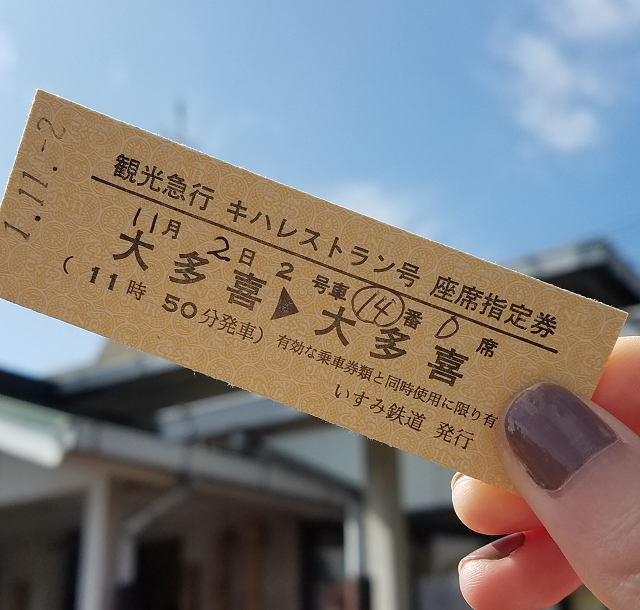 1.11.-2
観光急行 キハレストラン号 座席指定券
11月2日 2号車 14番 D席
大多喜▶大多喜
(11時50分発車)
有効な乗車券類と同時使用に限り有
いすみ鉄道 発行